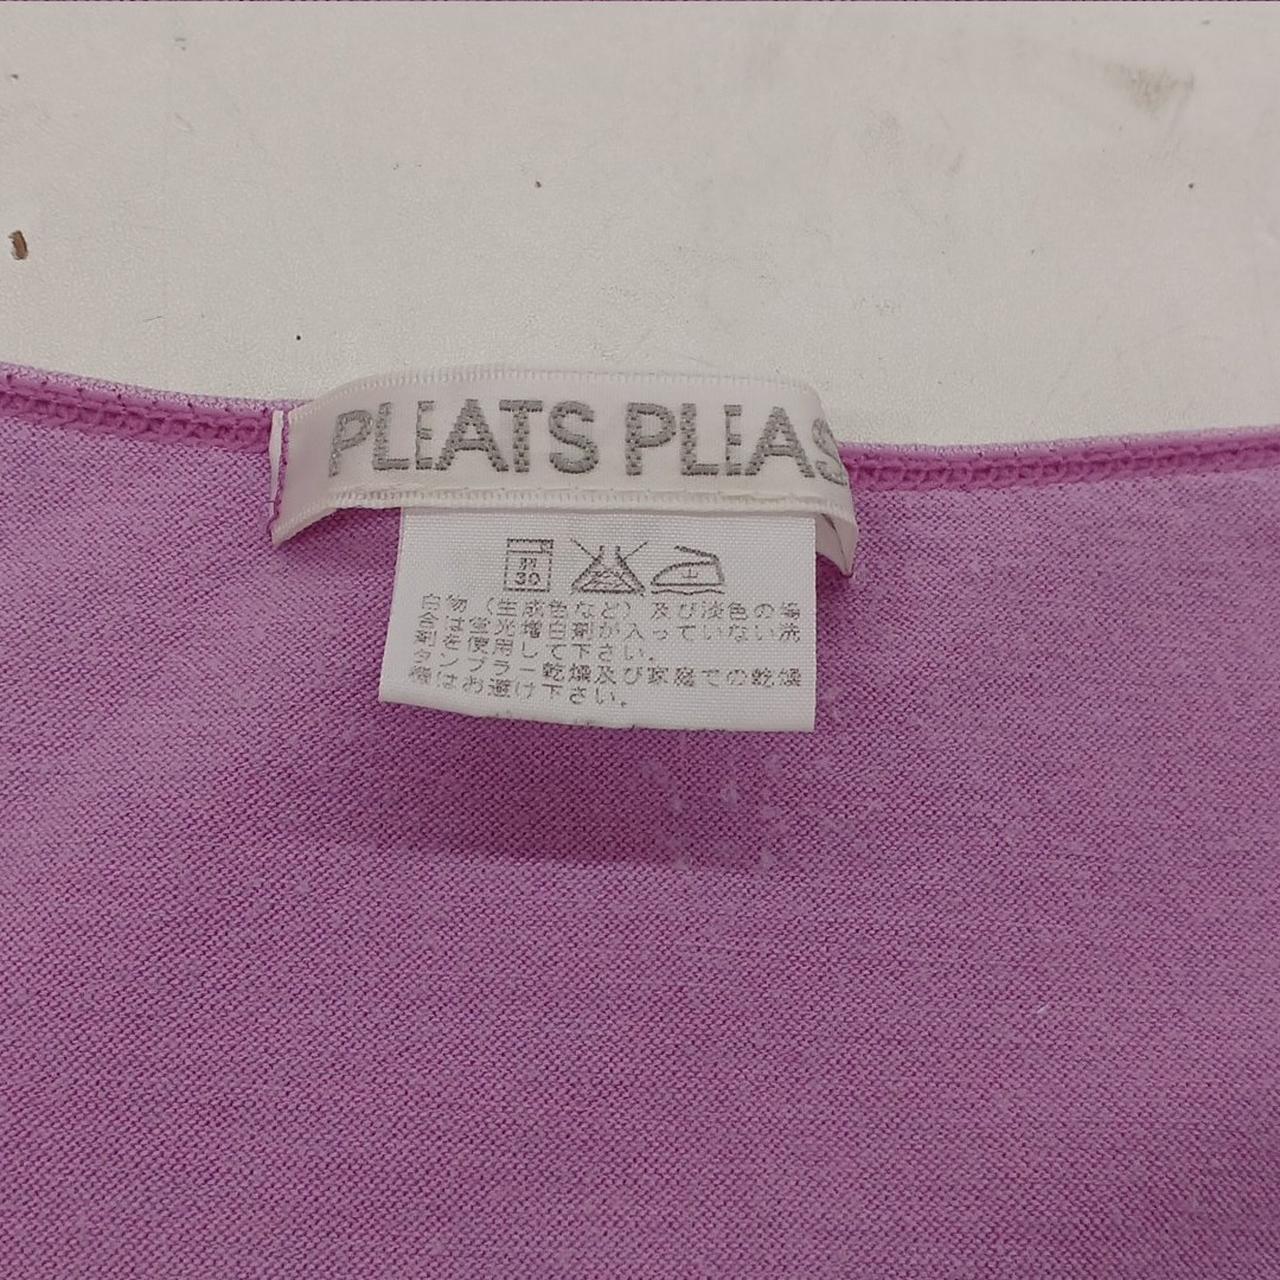 PLEATS PLEAS
30
白物（生成色など）及び淡色の場
合は蛍光増白剤が入っていない洗
剤を使用して下さい。
タンブラー乾燥及び家庭での乾燥
機はお避け下さい。